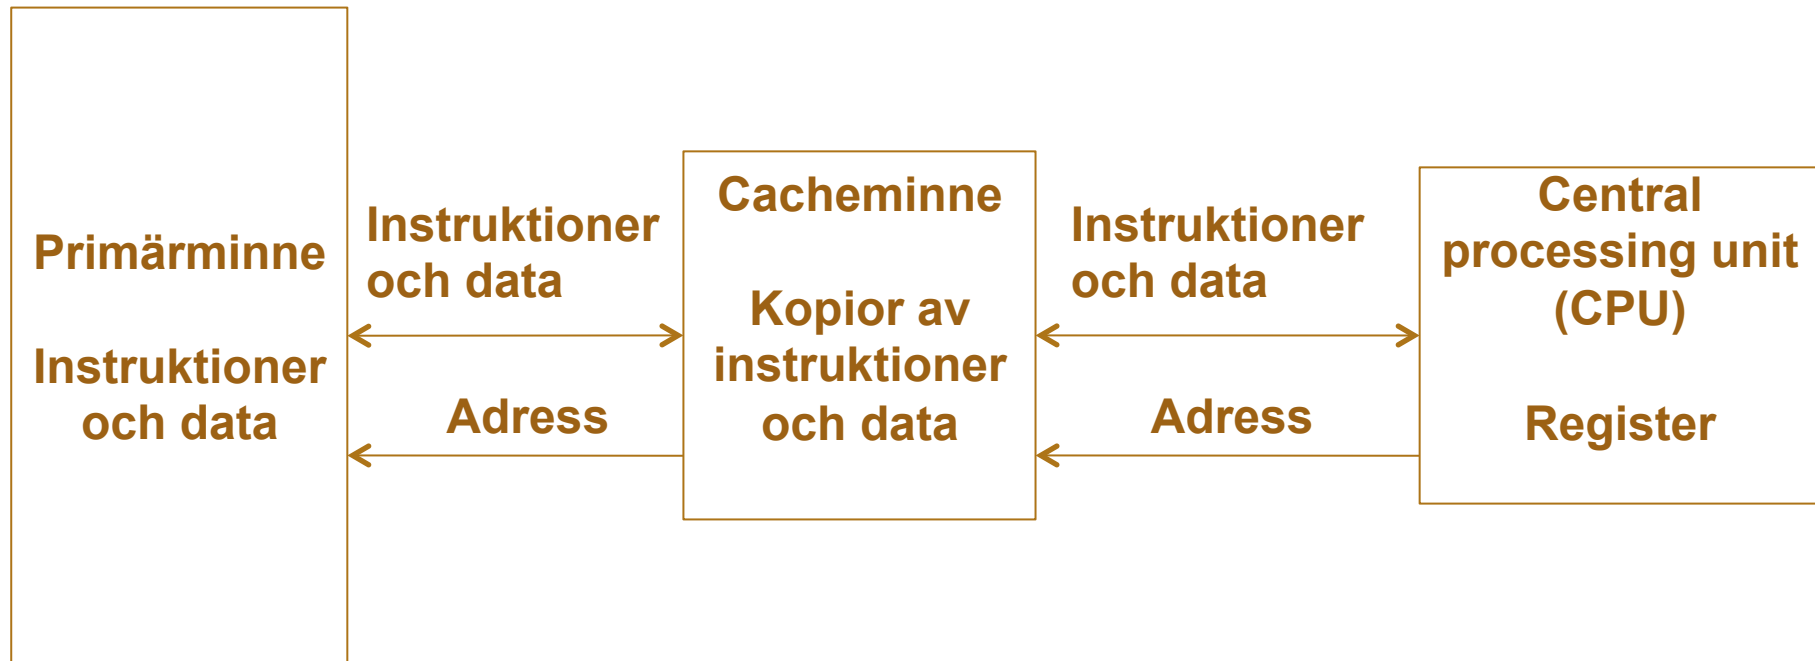 Primärminne
Instruktioner
och data
Instruktioner
och data
Adress
Cacheminne
Kopior av
instruktioner
och data
Instruktioner
och data
Adress
Central
processing unit
(CPU)
Register